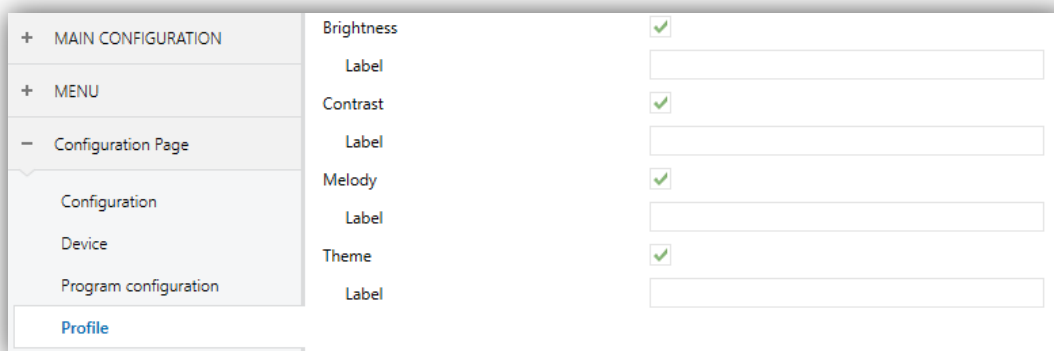 + MAIN CONFIGURATION
+ MENU
− Configuration Page
Configuration
Device
Program configuration
Profile
Brightness
Label
Contrast
Label
Melody
Label
Theme
Label